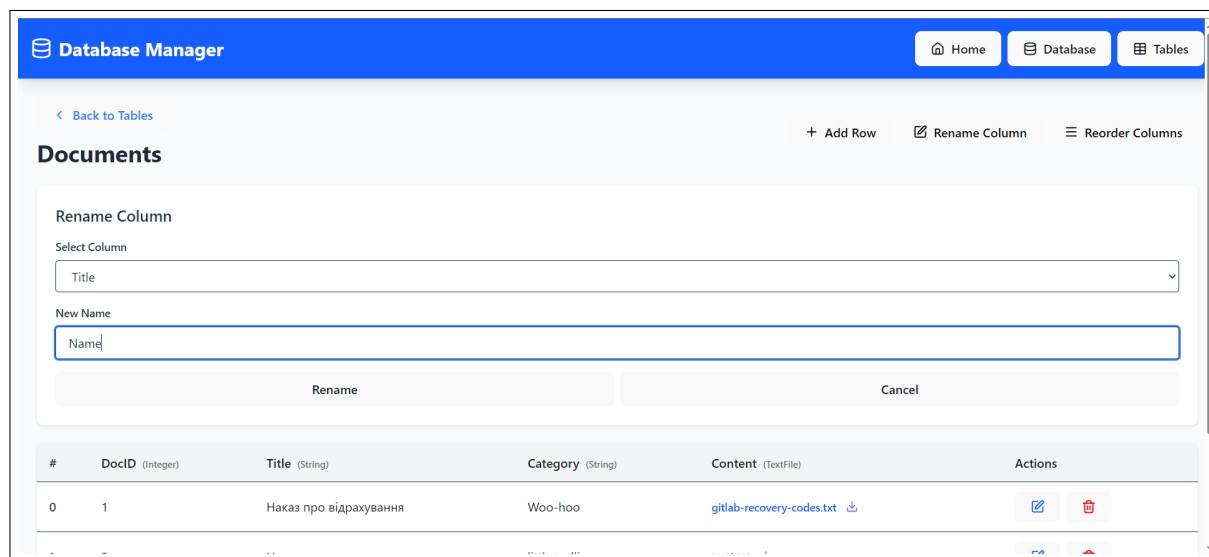 Database Manager
Home Database Tables
Back to Tables
+ Add Row Rename Column Reorder Columns
Documents
Rename Column
Select Column
Title
New Name
Name
Rename Cancel
# DocID (Integer) Title (String) Category (String) Content (TextFile) Actions
0 1 Наказ про відрахування Woo-hoo gitlab-recovery-codes.txt